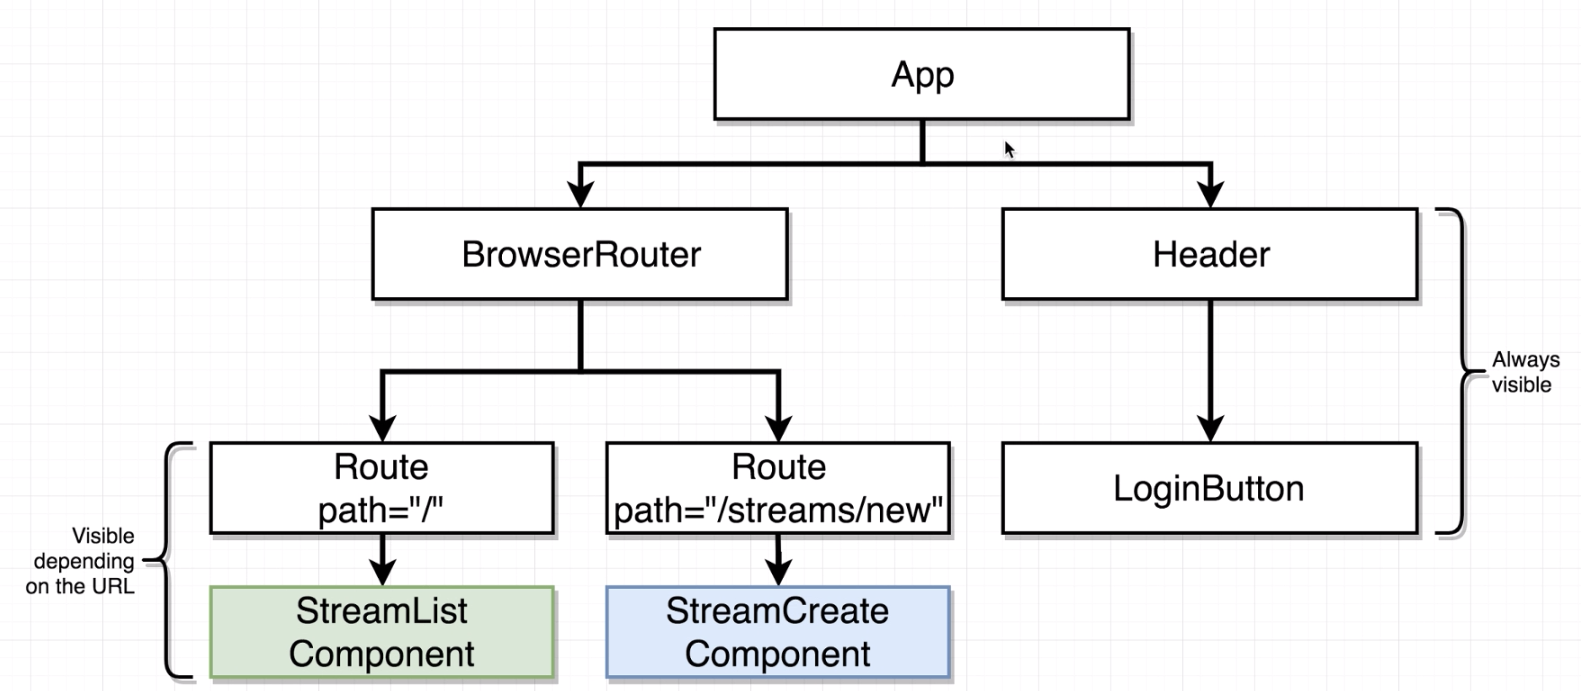 App
BrowserRouter
Header
Always
visible
Route
path="/"
Route
path="/streams/new"
LoginButton
Visible
depending
on the URL
StreamList
Component
StreamCreate
Component